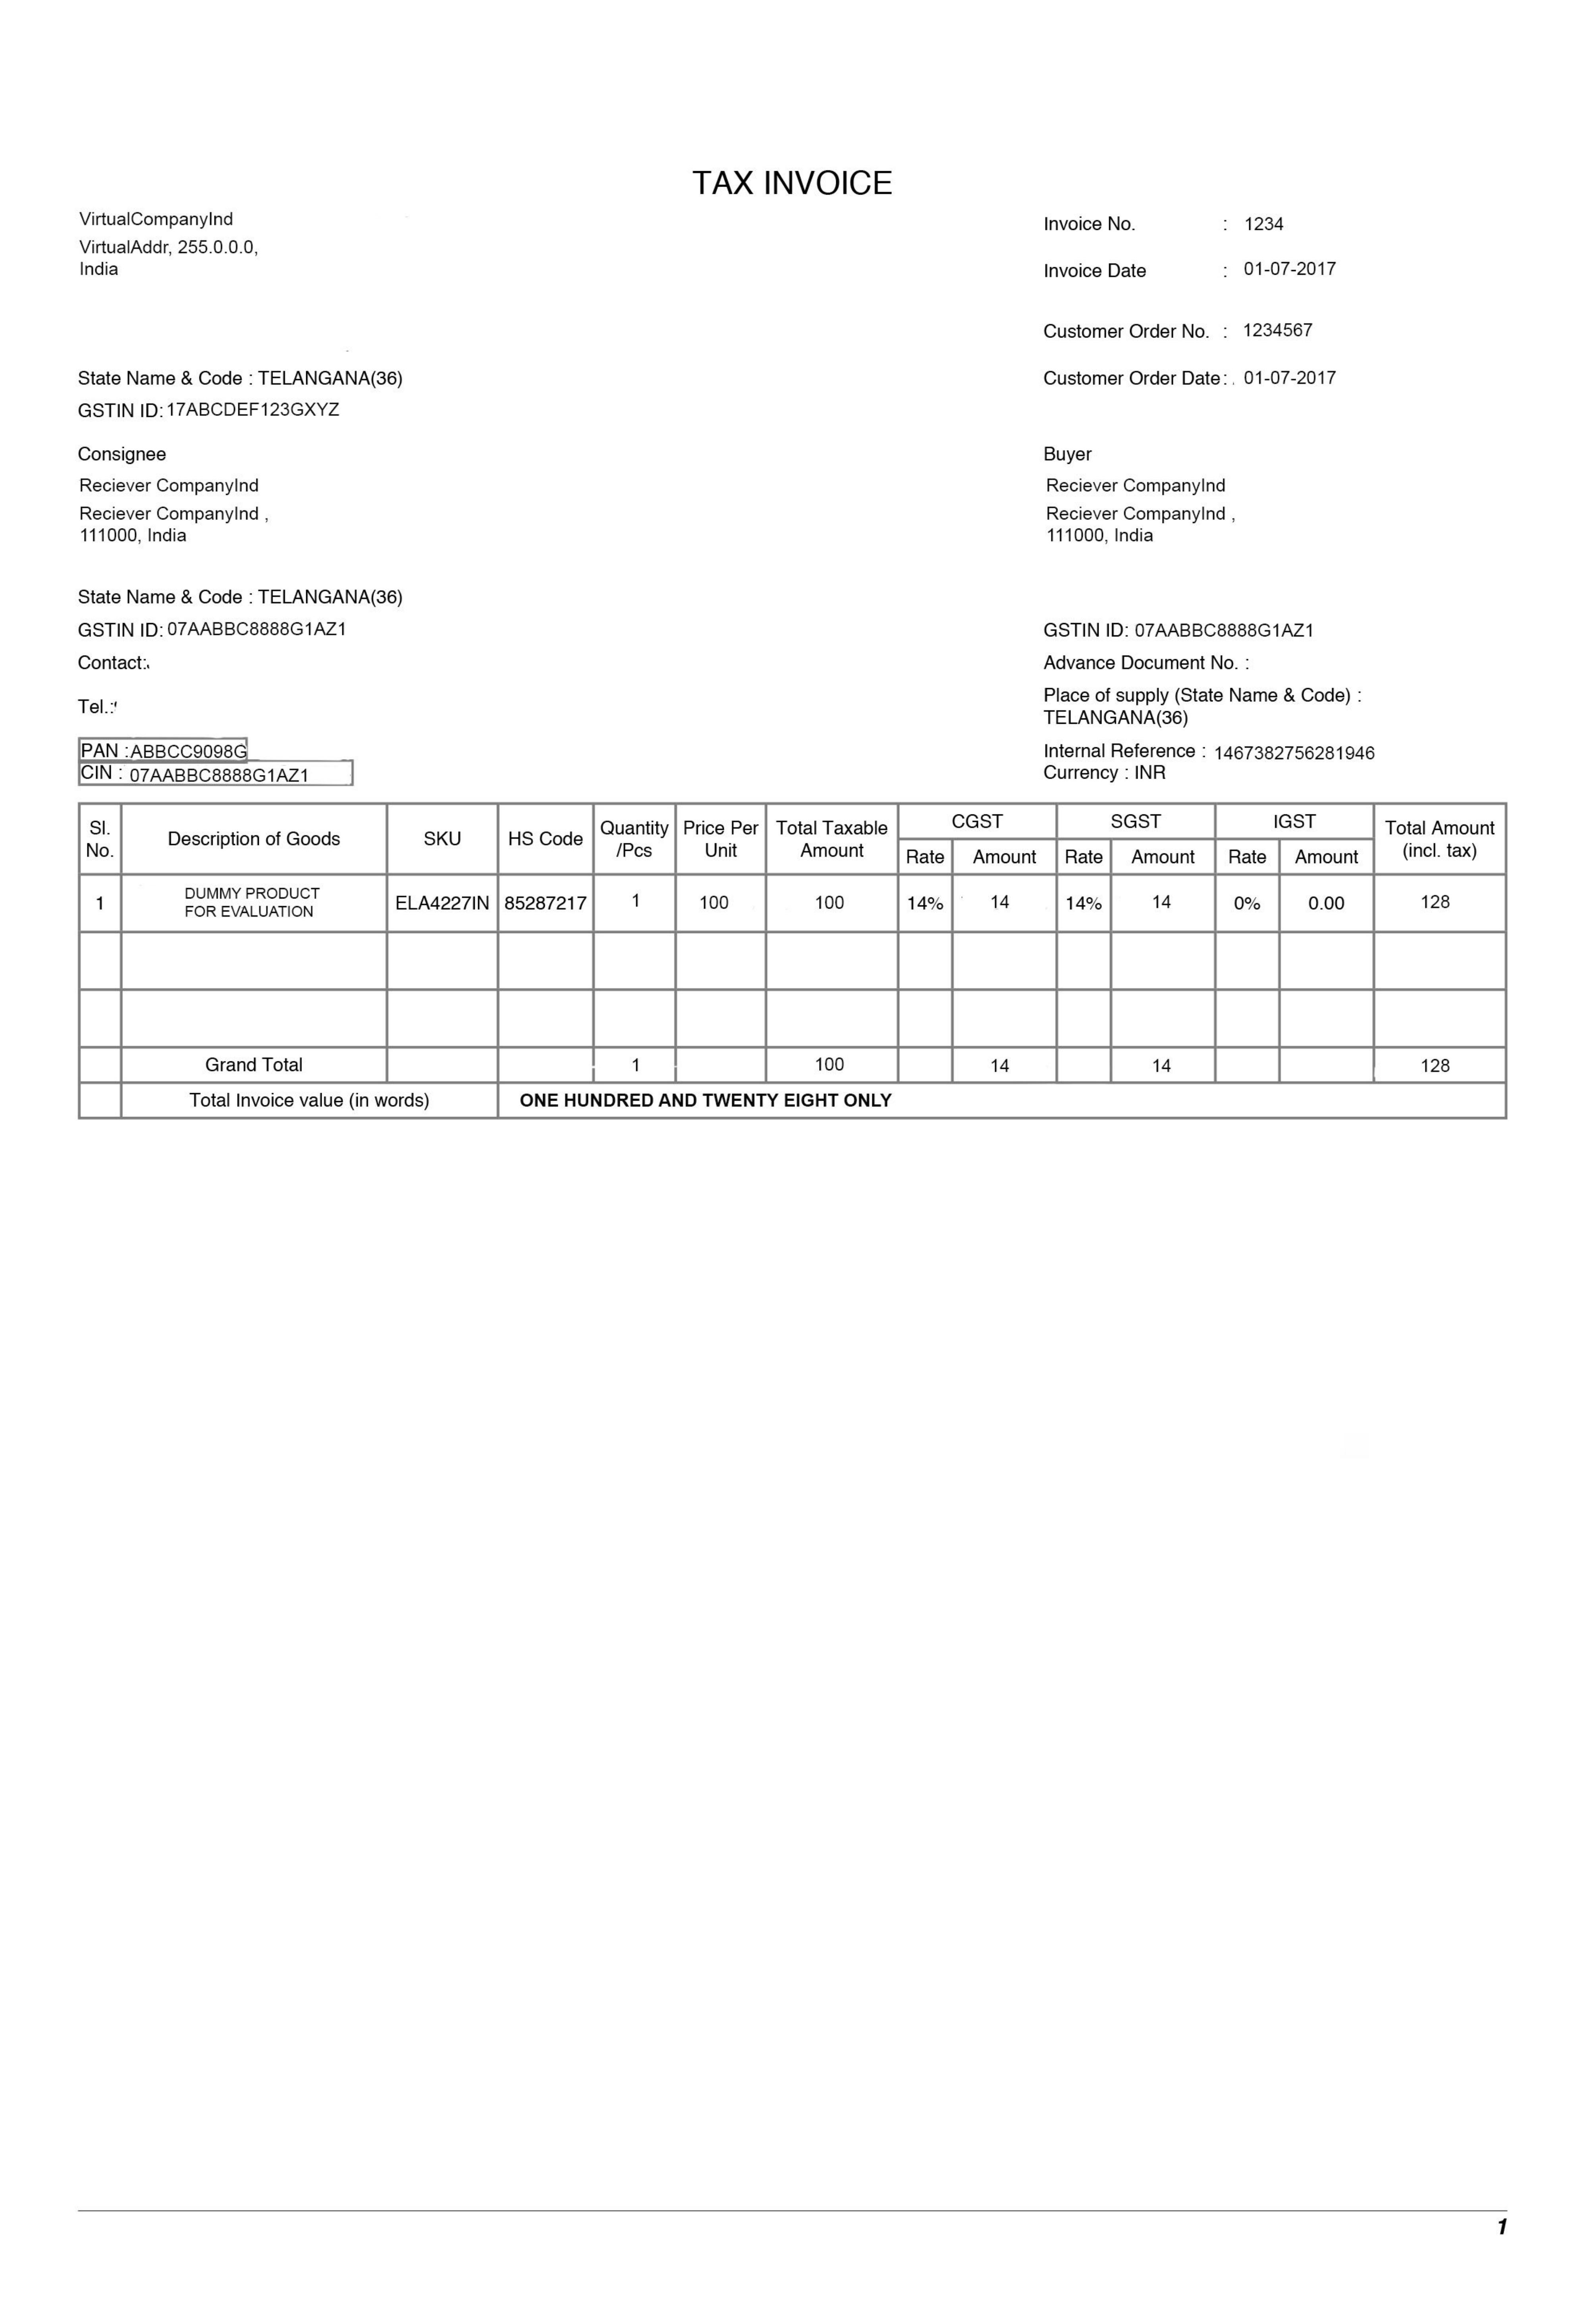 TAX INVOICE
VirtualCompanyInd
VirtualAddr, 255.0.0.0,
India
Invoice No. : 1234
Invoice Date : 01-07-2017
Customer Order No. : 1234567
State Name & Code : TELANGANA(36)
Customer Order Date : 01-07-2017
GSTIN ID: 17ABCDEF123GXYZ
Consignee
Reciever CompanyInd
Reciever CompanyInd ,
111000, India
State Name & Code : TELANGANA(36)
GSTIN ID: 07AABBC8888G1AZ1
Contact:
Tel.:
PAN : ABBCC9098G
CIN : 07AABBC8888G1AZ1
Buyer
Reciever CompanyInd
Reciever CompanyInd ,
111000, India
GSTIN ID: 07AABBC8888G1AZ1
Advance Document No. :
Place of supply (State Name & Code) :
TELANGANA(36)
Internal Reference : 1467382756281946
Currency : INR
Sl. No. Description of Goods SKU HS Code Quantity /Pcs Price Per Unit Total Taxable Amount CGST SGST IGST Total Amount (incl. tax)
Rate Amount Rate Amount Rate Amount
1 DUMMY PRODUCT FOR EVALUATION ELA4227IN 85287217 1 100 100 14% 14 14% 14 0% 0.00 128
Grand Total 1 100 14 14 128
Total Invoice value (in words) ONE HUNDRED AND TWENTY EIGHT ONLY
1